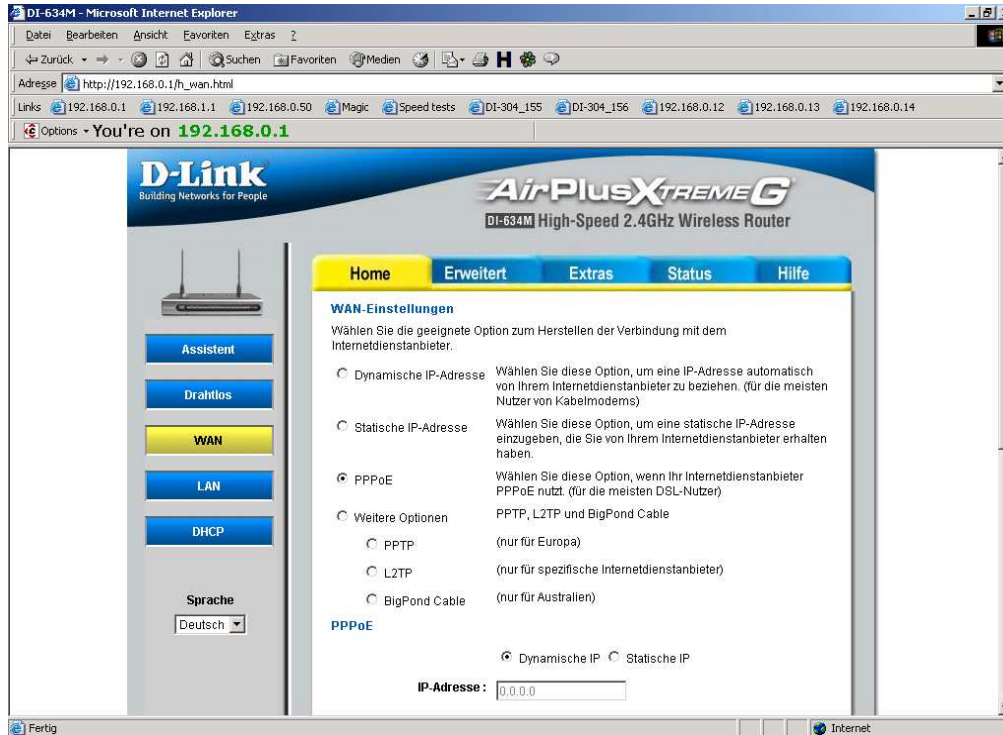 DI-634M - Microsoft Internet Explorer
Datei Bearbeiten Ansicht Favoriten Extras ?
Zurück Suchen Favoriten Medien
Adresse http://192.168.0.1/h_wan.html
Links 192.168.0.1 192.168.1.1 192.168.0.50 Magic Speed tests DI-304_155 DI-304_156 192.168.0.12 192.168.0.13 192.168.0.14
Options You're on 192.168.0.1
D-Link
Building Networks for People
AirPlusXTREMEG
DI-634M High-Speed 2.4GHz Wireless Router
Home Erweitert Extras Status Hilfe
Assistent
Drahtlos
WAN
LAN
DHCP
Sprache
Deutsch
WAN-Einstellungen
Wählen Sie die geeignete Option zum Herstellen der Verbindung mit dem
Internetdienstanbieter.
Dynamische IP-Adresse Wählen Sie diese Option, um eine IP-Adresse automatisch
von Ihrem Internetdienstanbieter zu beziehen. (für die meisten
Nutzer von Kabelmodems)
Statische IP-Adresse Wählen Sie diese Option, um eine statische IP-Adresse
einzugeben, die Sie von Ihrem Internetdienstanbieter erhalten
haben.
PPPoE Wählen Sie diese Option, wenn Ihr Internetdienstanbieter
PPPoE nutzt. (für die meisten DSL-Nutzer)
Weitere Optionen PPTP, L2TP und BigPond Cable
PPTP (nur für Europa)
L2TP (nur für spezifische Internetdienstanbieter)
BigPond Cable (nur für Australien)
PPPoE
Dynamische IP Statische IP
IP-Adresse : 0.0.0.0
Fertig Internet